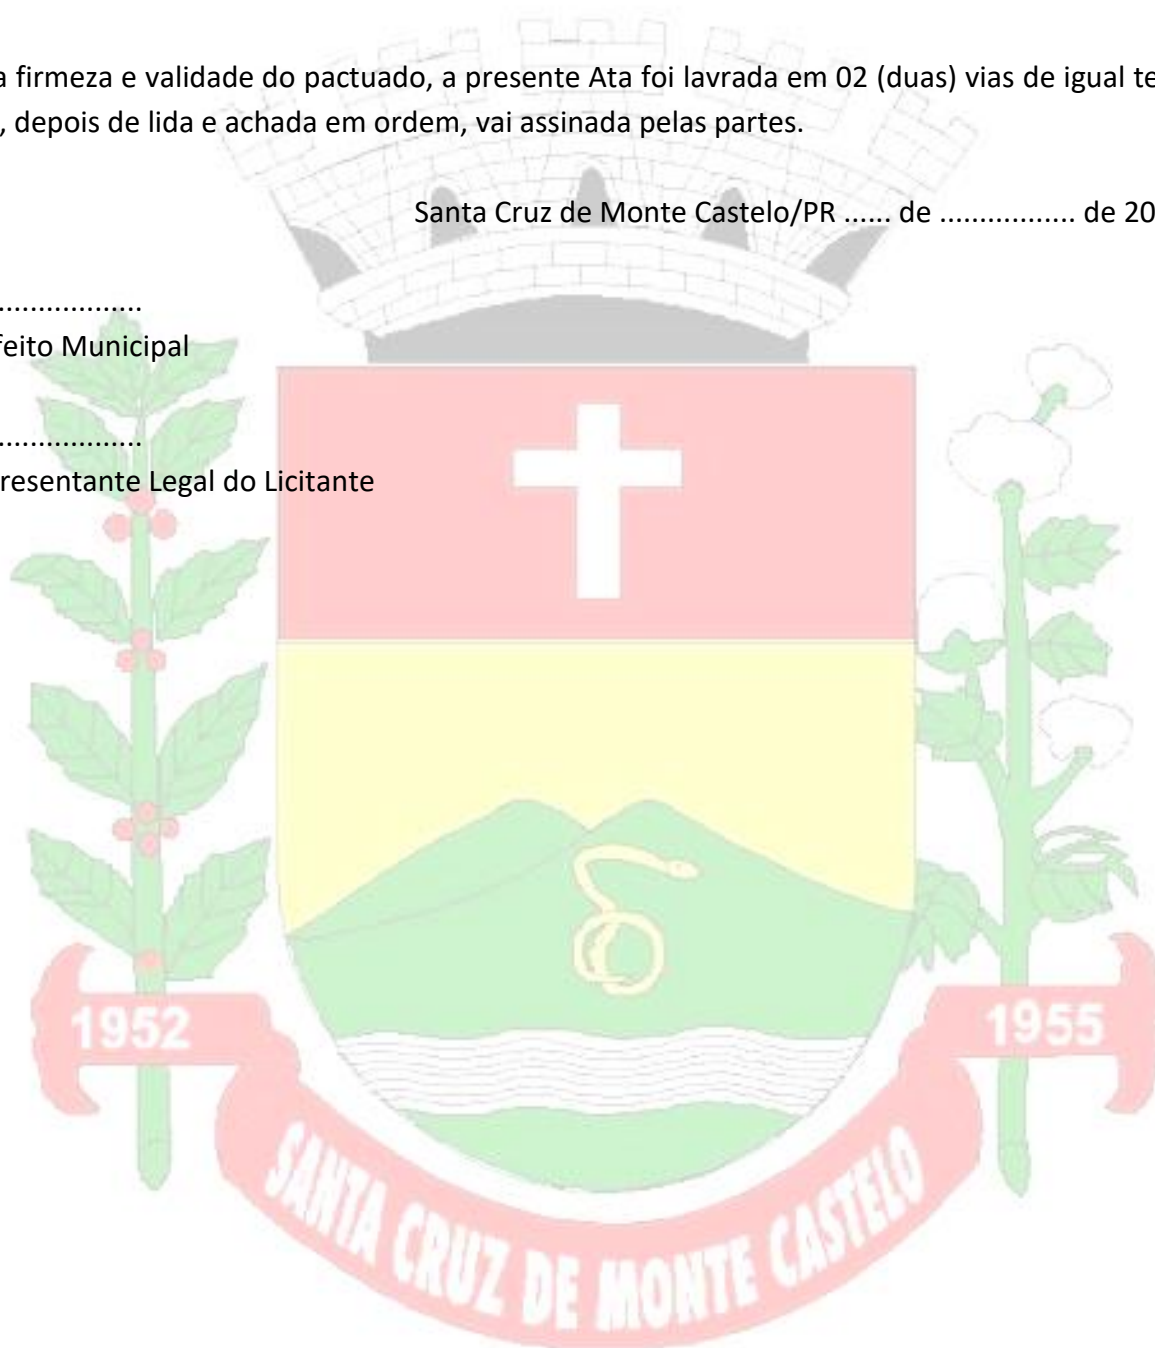 a firmeza e validade do pactuado, a presente Ata foi lavrada em 02 (duas) vias de igual te
, depois de lida e achada em ordem, vai assinada pelas partes.
Santa Cruz de Monte Castelo/PR ...... de ................. de 20
..................
feito Municipal
..................
resentante Legal do Licitante
1952
1955
SANTA CRUZ DE MONTE CASTELO